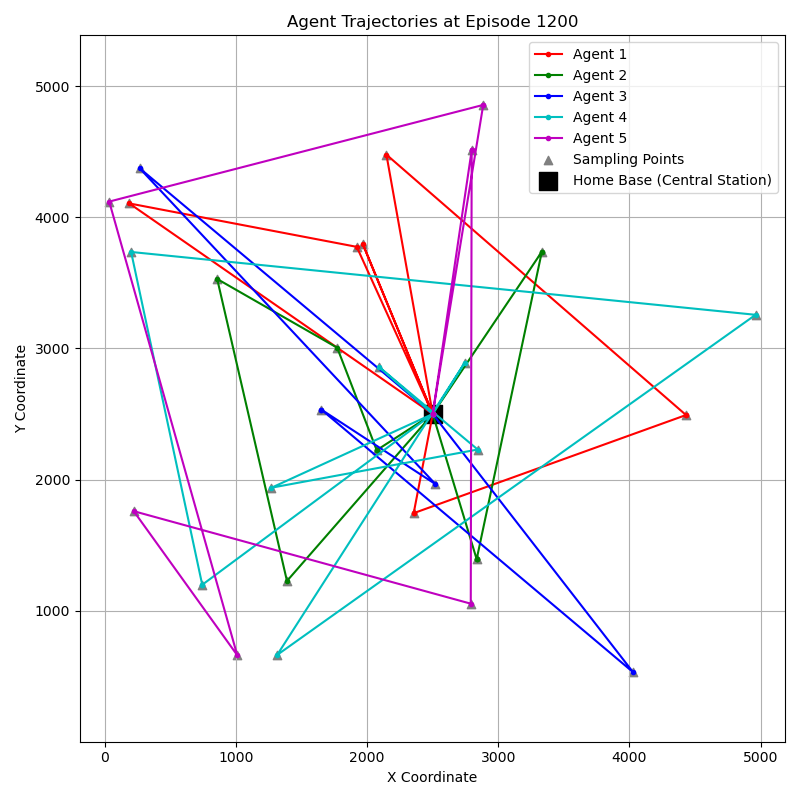 Agent Trajectories at Episode 1200
Agent 1
Agent 2
Agent 3
Agent 4
Agent 5
Sampling Points
Home Base (Central Station)
5000
4000
3000
2000
1000
Y Coordinate
0 1000 2000 3000 4000 5000
X Coordinate